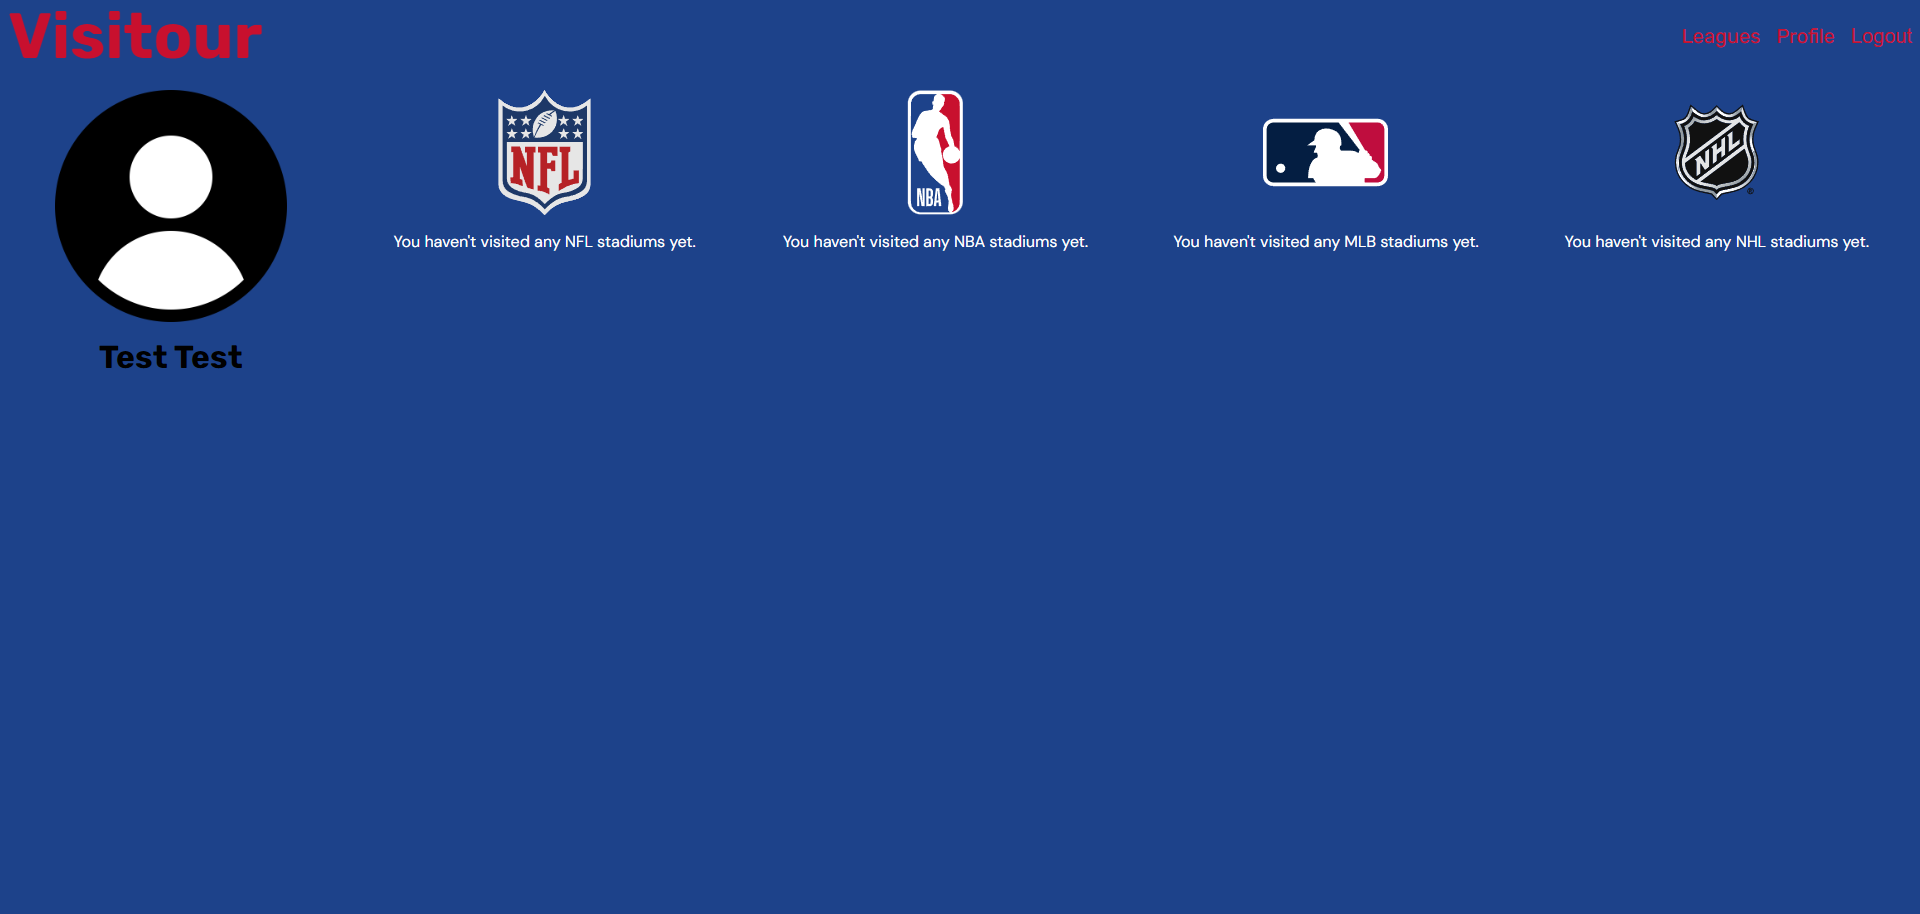 Visitour
Leagues Profile Logout
NFL
NBA
NHL
You haven't visited any NFL stadiums yet.
You haven't visited any NBA stadiums yet.
You haven't visited any MLB stadiums yet.
You haven't visited any NHL stadiums yet.
Test Test